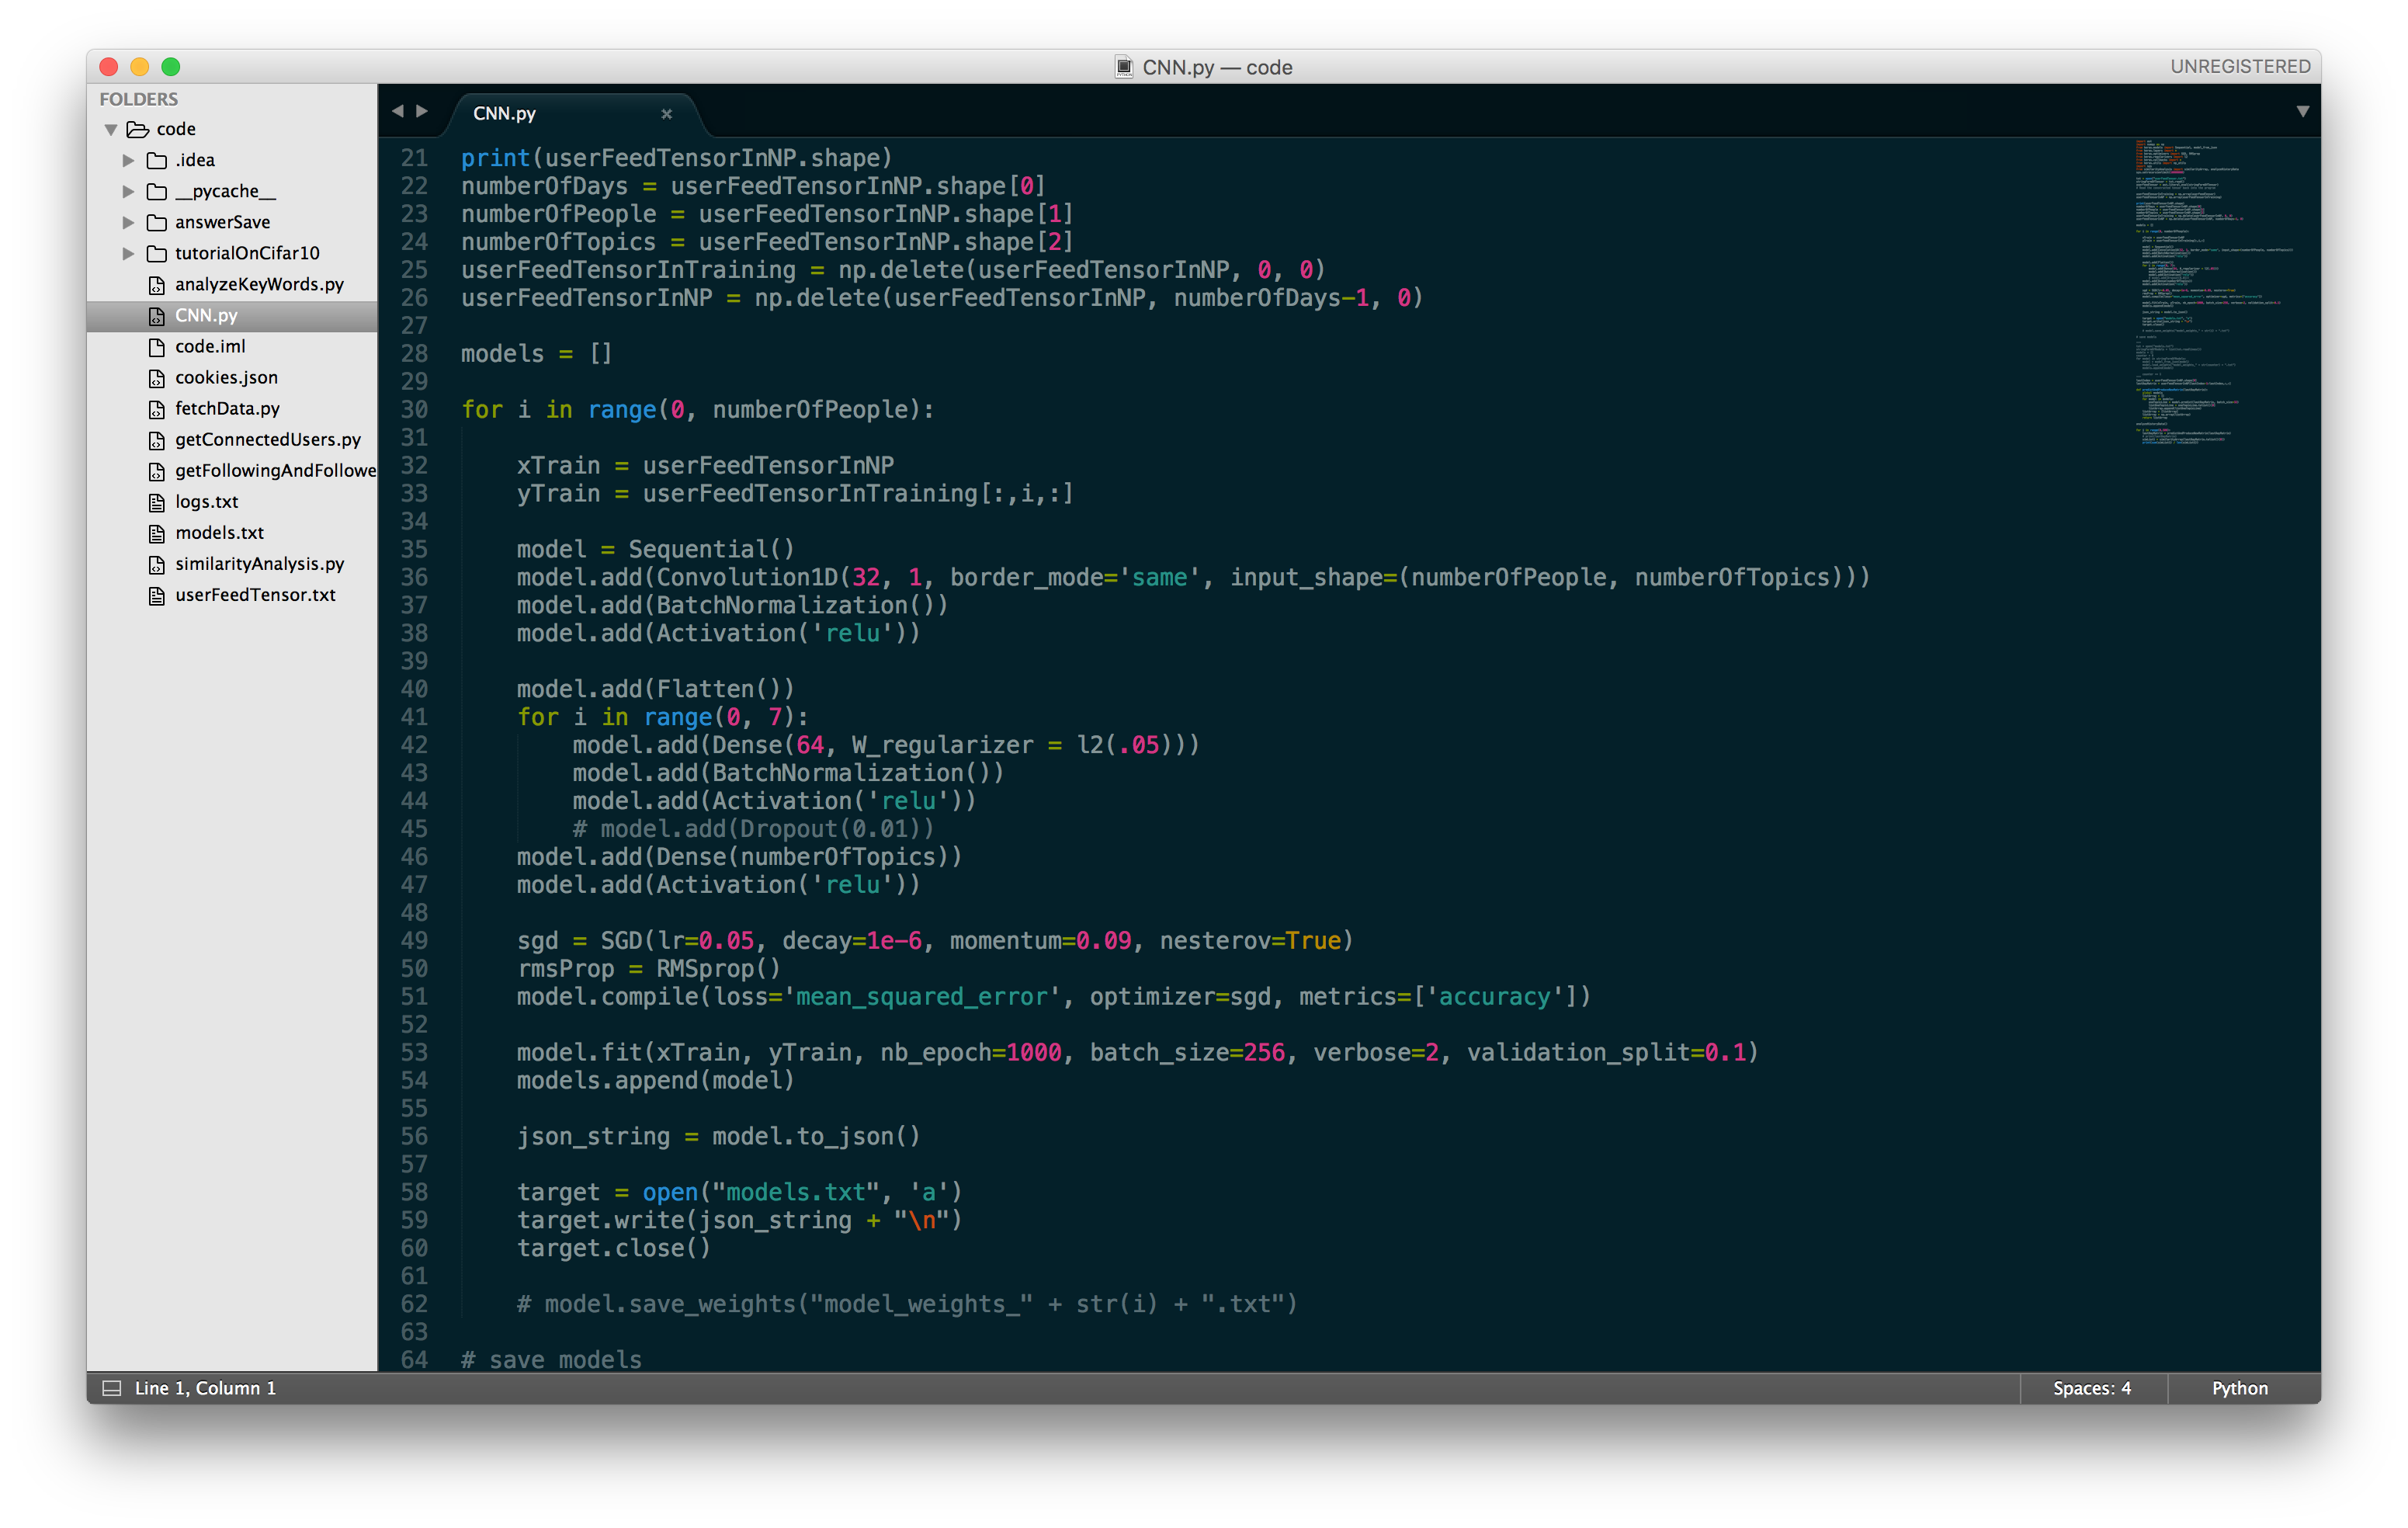 CNN.py — code
UNREGISTERED
FOLDERS
code
.idea
__pycache__
answerSave
tutorialOnCifar10
analyzeKeyWords.py
CNN.py
code.iml
cookies.json
fetchData.py
getConnectedUsers.py
getFollowingAndFollowe
logs.txt
models.txt
similarityAnalysis.py
userFeedTensor.txt
CNN.py
21 print(userFeedTensorInNP.shape)
22 numberOfDays = userFeedTensorInNP.shape[0]
23 numberOfPeople = userFeedTensorInNP.shape[1]
24 numberOfTopics = userFeedTensorInNP.shape[2]
25 userFeedTensorInTraining = np.delete(userFeedTensorInNP, 0, 0)
26 userFeedTensorInNP = np.delete(userFeedTensorInNP, numberOfDays-1, 0)
27
28 models = []
29
30 for i in range(0, numberOfPeople):
31
32     xTrain = userFeedTensorInNP
33     yTrain = userFeedTensorInTraining[:,i,:]
34
35     model = Sequential()
36     model.add(Convolution1D(32, 1, border_mode='same', input_shape=(numberOfPeople, numberOfTopics)))
37     model.add(BatchNormalization())
38     model.add(Activation('relu'))
39
40     model.add(Flatten())
41     for i in range(0, 7):
42         model.add(Dense(64, W_regularizer = l2(.05)))
43         model.add(BatchNormalization())
44         model.add(Activation('relu'))
45         # model.add(Dropout(0.01))
46     model.add(Dense(numberOfTopics))
47     model.add(Activation('relu'))
48
49     sgd = SGD(lr=0.05, decay=1e-6, momentum=0.09, nesterov=True)
50     rmsProp = RMSprop()
51     model.compile(loss='mean_squared_error', optimizer=sgd, metrics=['accuracy'])
52
53     model.fit(xTrain, yTrain, nb_epoch=1000, batch_size=256, verbose=2, validation_split=0.1)
54     models.append(model)
55
56     json_string = model.to_json()
57
58     target = open("models.txt", 'a')
59     target.write(json_string + "\n")
60     target.close()
61
62     # model.save_weights("model_weights_" + str(i) + ".txt")
63
64 # save models
Line 1, Column 1
Spaces: 4
Python